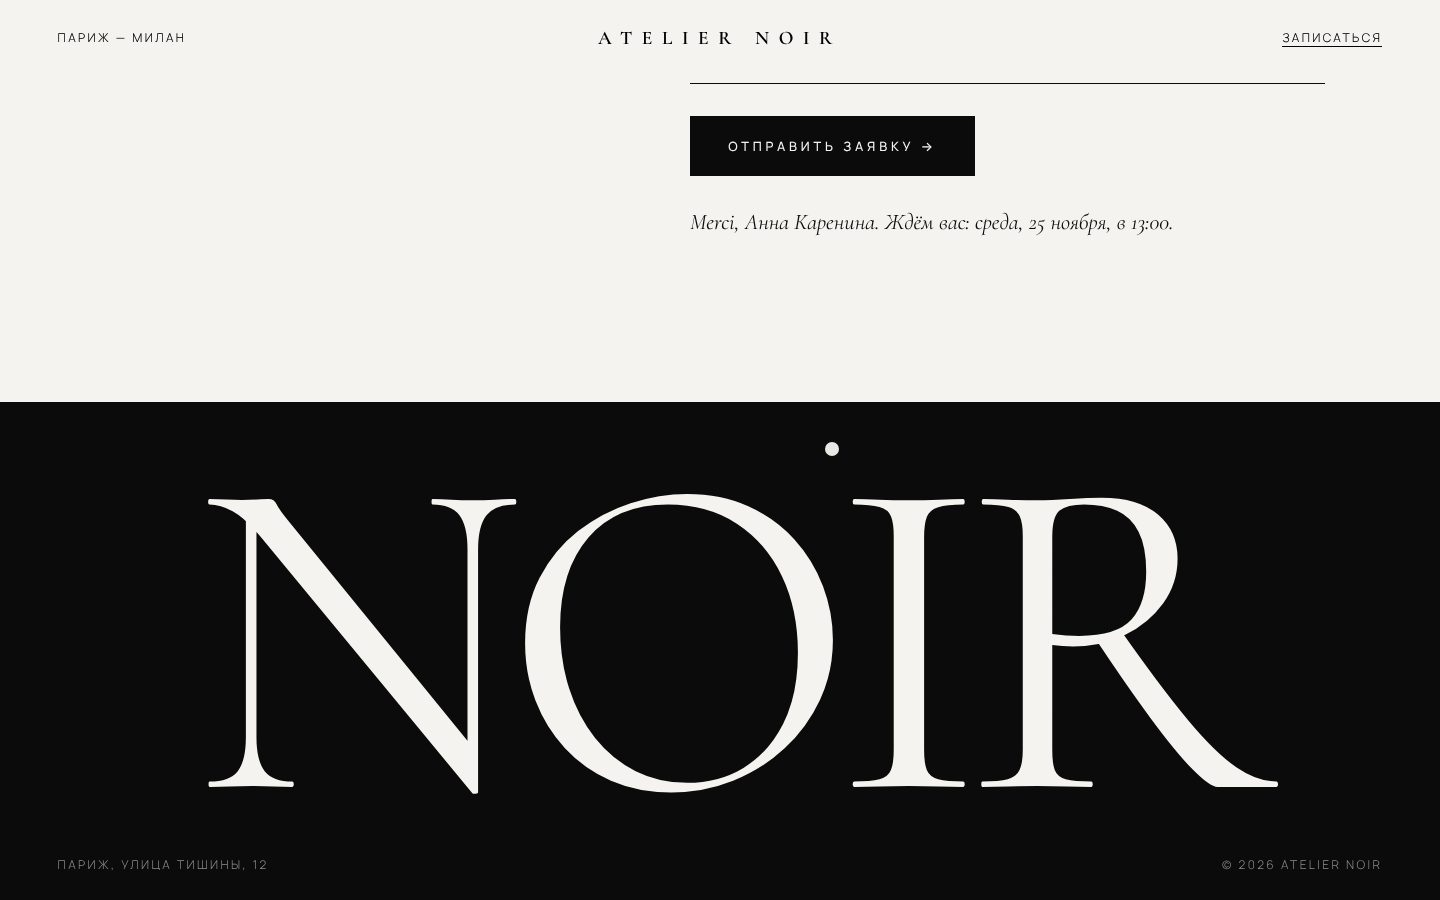 ПАРИЖ — МИЛАН
ATELIER NOIR
ЗАПИСАТЬСЯ
ОТПРАВИТЬ ЗАЯВКУ →
Merci, Анна Каренина. Ждём вас: среда, 25 ноября, в 13:00.
NOIR
ПАРИЖ, УЛИЦА ТИШИНЫ, 12
© 2026 ATELIER NOIR